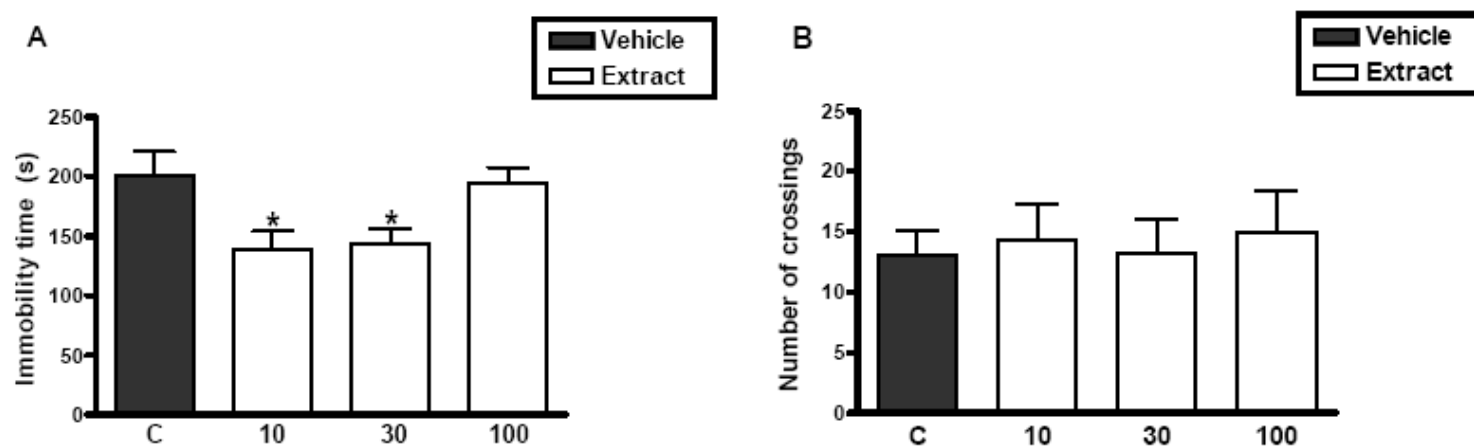 A
Vehicle
Extract
Immobility time (s)
250
200
150
100
50
0
*
*
C 10 30 100
B
Vehicle
Extract
Number of crossings
25
20
15
10
5
0
C 10 30 100